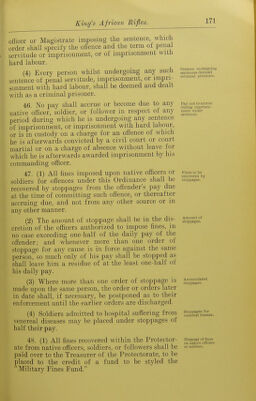 King's African Rifles. 171
officer or Magistrate imposing the sentence, which
order shall specify the offence and the term of penal
servitude or imprisonment, or of imprisonment with
hard labour.
(4) Every person whilst undergoing any such
sentence of penal servitude, imprisonment, or impri-
sonment with hard labour, shall be deemed and dealt
with as a criminal prisoner.
Persons undergoing
sentence deemed
criminal prisoners.
46. No pay shall accrue or become due to any
native officer, soldier, or follower in respect of any
period during which he is undergoing any sentence
of imprisonment, or imprisonment with hard labour,
or is in custody on a charge for an offence of which
he is afterwards convicted by a civil court or court
martial or on a charge of absence without leave for
which he is afterwards awarded imprisonment by his
commanding officer.
Pay not to accrue
during imprison-
ment under
sentence.
47. (1) All fines imposed upon native officers or
soldiers for offences under this Ordinance shall be
recovered by stoppages from the offender's pay due
at the time of committing such offence, or thereafter
accruing due, and not from any other source or in
any other manner.
Fines to be
recovered by
stoppages.
(2) The amount of stoppage shall be in the dis-
cretion of the officers authorized to impose fines, in
no case exceeding one-half of the daily pay of the
offender; and whenever more than one order of
stoppage for any cause is in force against the same
person, so much only of his pay shall be stopped as
shall leave him a residue of at the least one-half of
his daily pay.
Amount of
stoppages.
(3) Where more than one order of stoppage is
made upon the same person, the order or orders later
in date shall, if necessary, be postponed as to their
enforcement until the earlier orders are discharged.
Accumulated
stoppages.
(4) Soldiers admitted to hospital suffering from
venereal diseases may be placed under stoppages of
half their pay.
Stoppages for
venereal disease.
48. (1) All fines recovered within the Protector-
ate from native officers, soldiers, or followers shall be
paid over to the Treasurer of the Protectorate, to be
placed to the credit of a fund to be styled the
"Military Fines Fund."
Disposal of fines
on native officers
or soldiers.